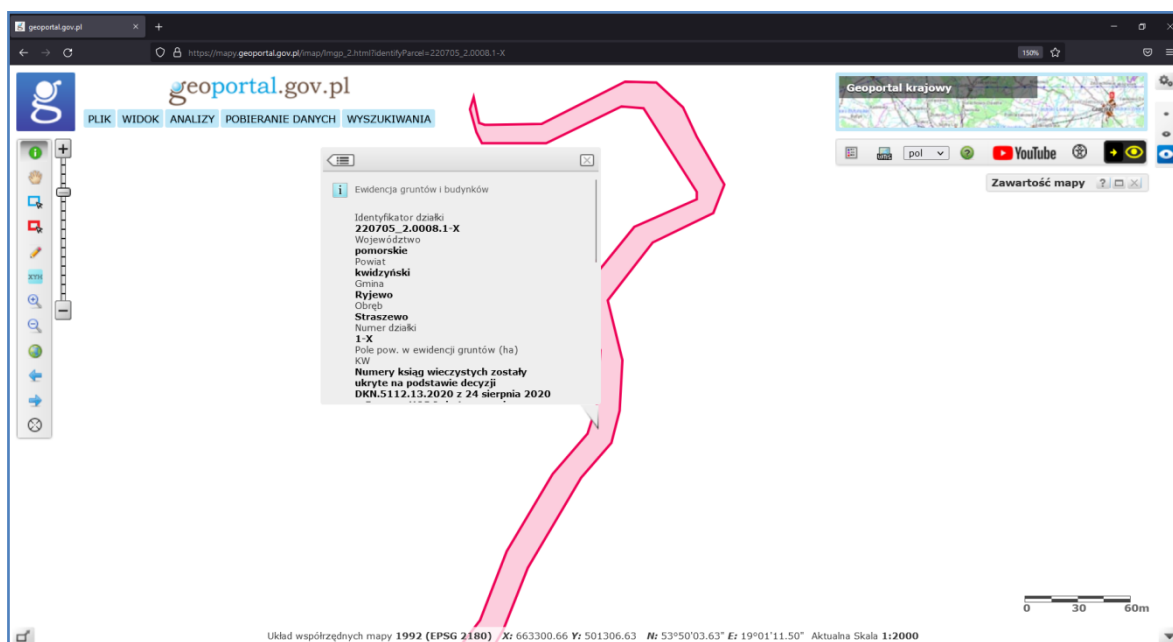 geoportal.gov.pl
https://mapy.geoportal.gov.pl/imap/Imgp_2.html?identifyParcel=220705_2.0008.1-X
150%
geoportal.gov.pl
PLIK WIDOK ANALIZY POBIERANIE DANYCH WYSZUKIWANIA
Geoportal krajowy
pol
YouTube
Zawartość mapy
XYH
Ewidencja gruntów i budynków
Identyfikator działki
220705_2.0008.1-X
Województwo
pomorskie
Powiat
kwidzyński
Gmina
Ryjewo
Obręb
Straszewo
Numer działki
1-X
Pole pow. w ewidencji gruntów (ha)
KW
Numery ksiąg wieczystych zostały
ukryte na podstawie decyzji
DKN.5112.13.2020 z 24 sierpnia 2020
0 30 60m
Układ współrzędnych mapy 1992 (EPSG 2180) X: 663300.66 Y: 501306.63 N: 53°50'03.63" E: 19°01'11.50" Aktualna Skala 1:2000